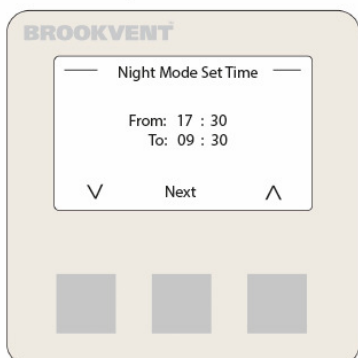 BROOKVENT
Night Mode Set Time
From: 17 : 30
To: 09 : 30
Next